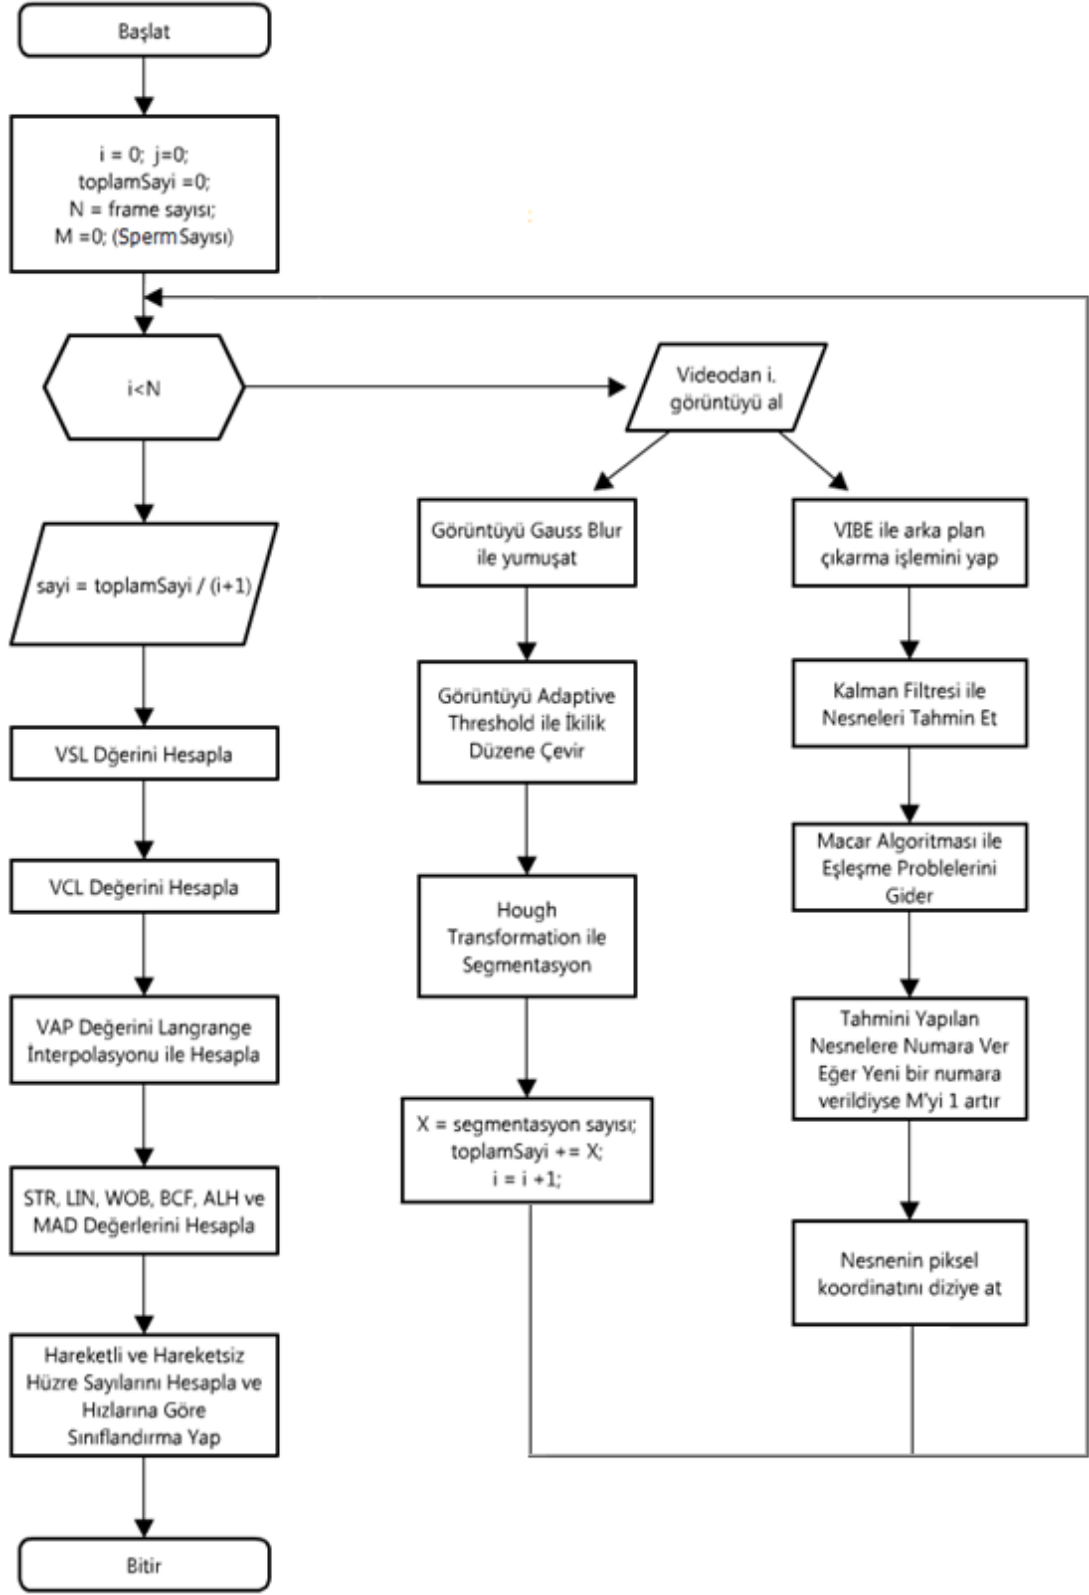 Başlat
i = 0; j=0;
toplamSayi =0;
N = frame sayısı;
M =0; (Sperm Sayısı)
i<N
sayi = toplamSayi / (i+1)
VSL Dğerini Hesapla
VCL Değerini Hesapla
VAP Değerini Langrange
İnterpolasyonu ile Hesapla
STR, LIN, WOB, BCF, ALH ve
MAD Değerlerini Hesapla
Hareketli ve Hareketsiz
Hüzre Sayılarını Hesapla ve
Hızlarına Göre
Sınıflandırma Yap
Bitir
Videodan i.
görüntüyü al
Görüntüyü Gauss Blur
ile yumuşat
Görüntüyü Adaptive
Threshold ile İkilik
Düzene Çevir
Hough
Transformation ile
Segmentasyon
X = segmentasyon sayısı;
toplamSayi += X;
i = i +1;
VIBE ile arka plan
çıkarma işlemini yap
Kalman Filtresi ile
Nesneleri Tahmin Et
Macar Algoritması ile
Eşleşme Problelerini
Gider
Tahmini Yapılan
Nesnelere Numara Ver
Eğer Yeni bir numara
verildiyse M'yi 1 artır
Nesnenin piksel
koordinatını diziye at